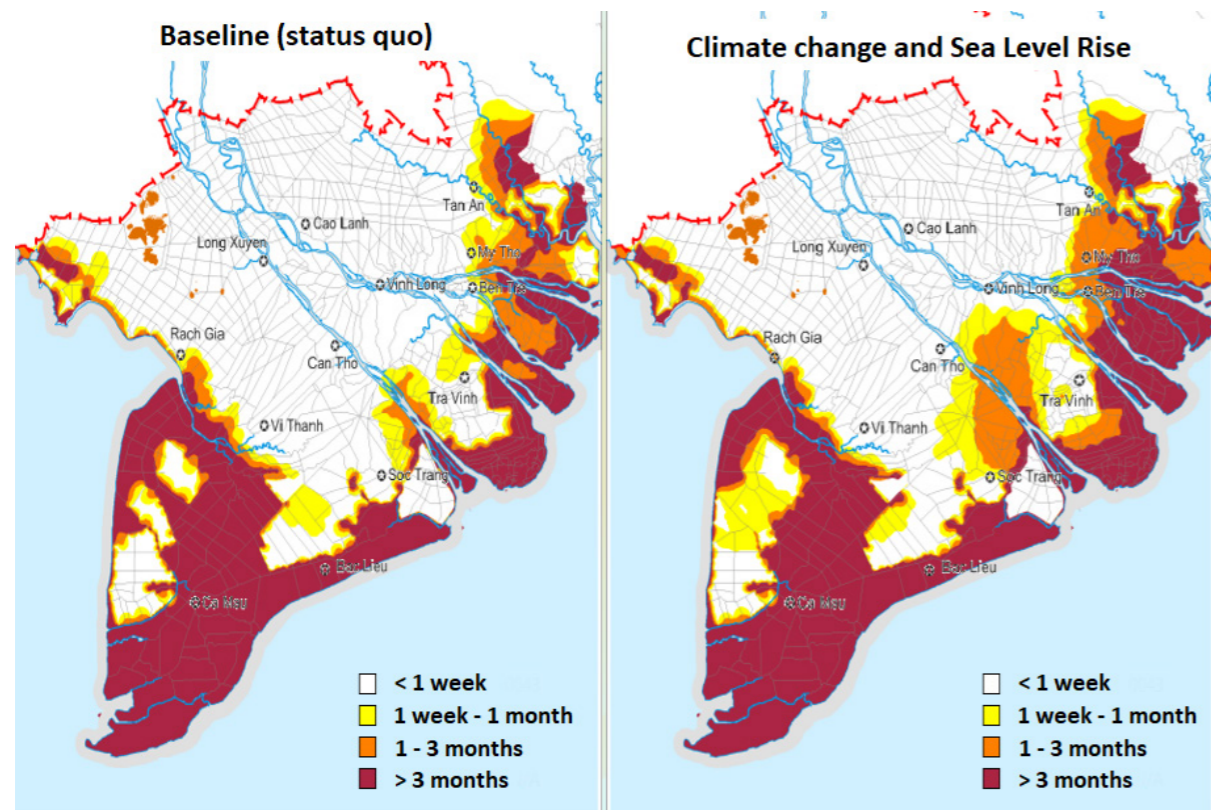 Baseline (status quo)
Tan An
Cao Lanh
Long Xuyen
My Tho
Vinh Long
Ben Tre
Rach Gia
Can Tho
Tra Vinh
Vi Thanh
Soc Trang
Bac Lieu
Ca Mau
< 1 week
1 week - 1 month
1 - 3 months
> 3 months
Climate change and Sea Level Rise
Tan An
Cao Lanh
Long Xuyen
My Tho
Vinh Long
Ben Tre
Rach Gia
Can Tho
Tra Vinh
Vi Thanh
Soc Trang
Bac Lieu
Ca Mau
< 1 week
1 week - 1 month
1 - 3 months
> 3 months